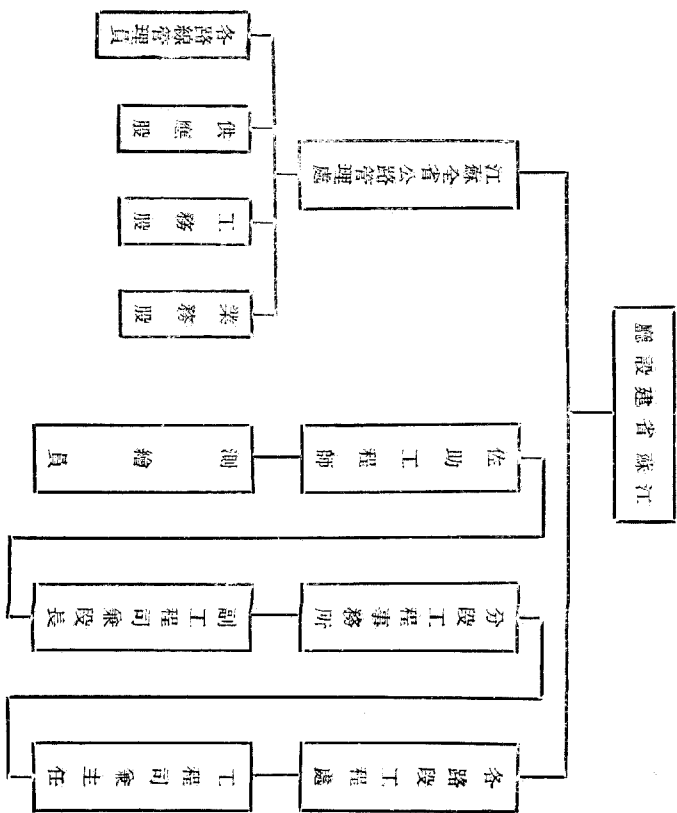 江蘇省建設廳
江蘇全省公路管理處
業務股
工務股
供應股
各路線管理員
各路段工程處
工程司兼主任
分段工程事務所
副工程司兼段長
佐助工程師
測繪員